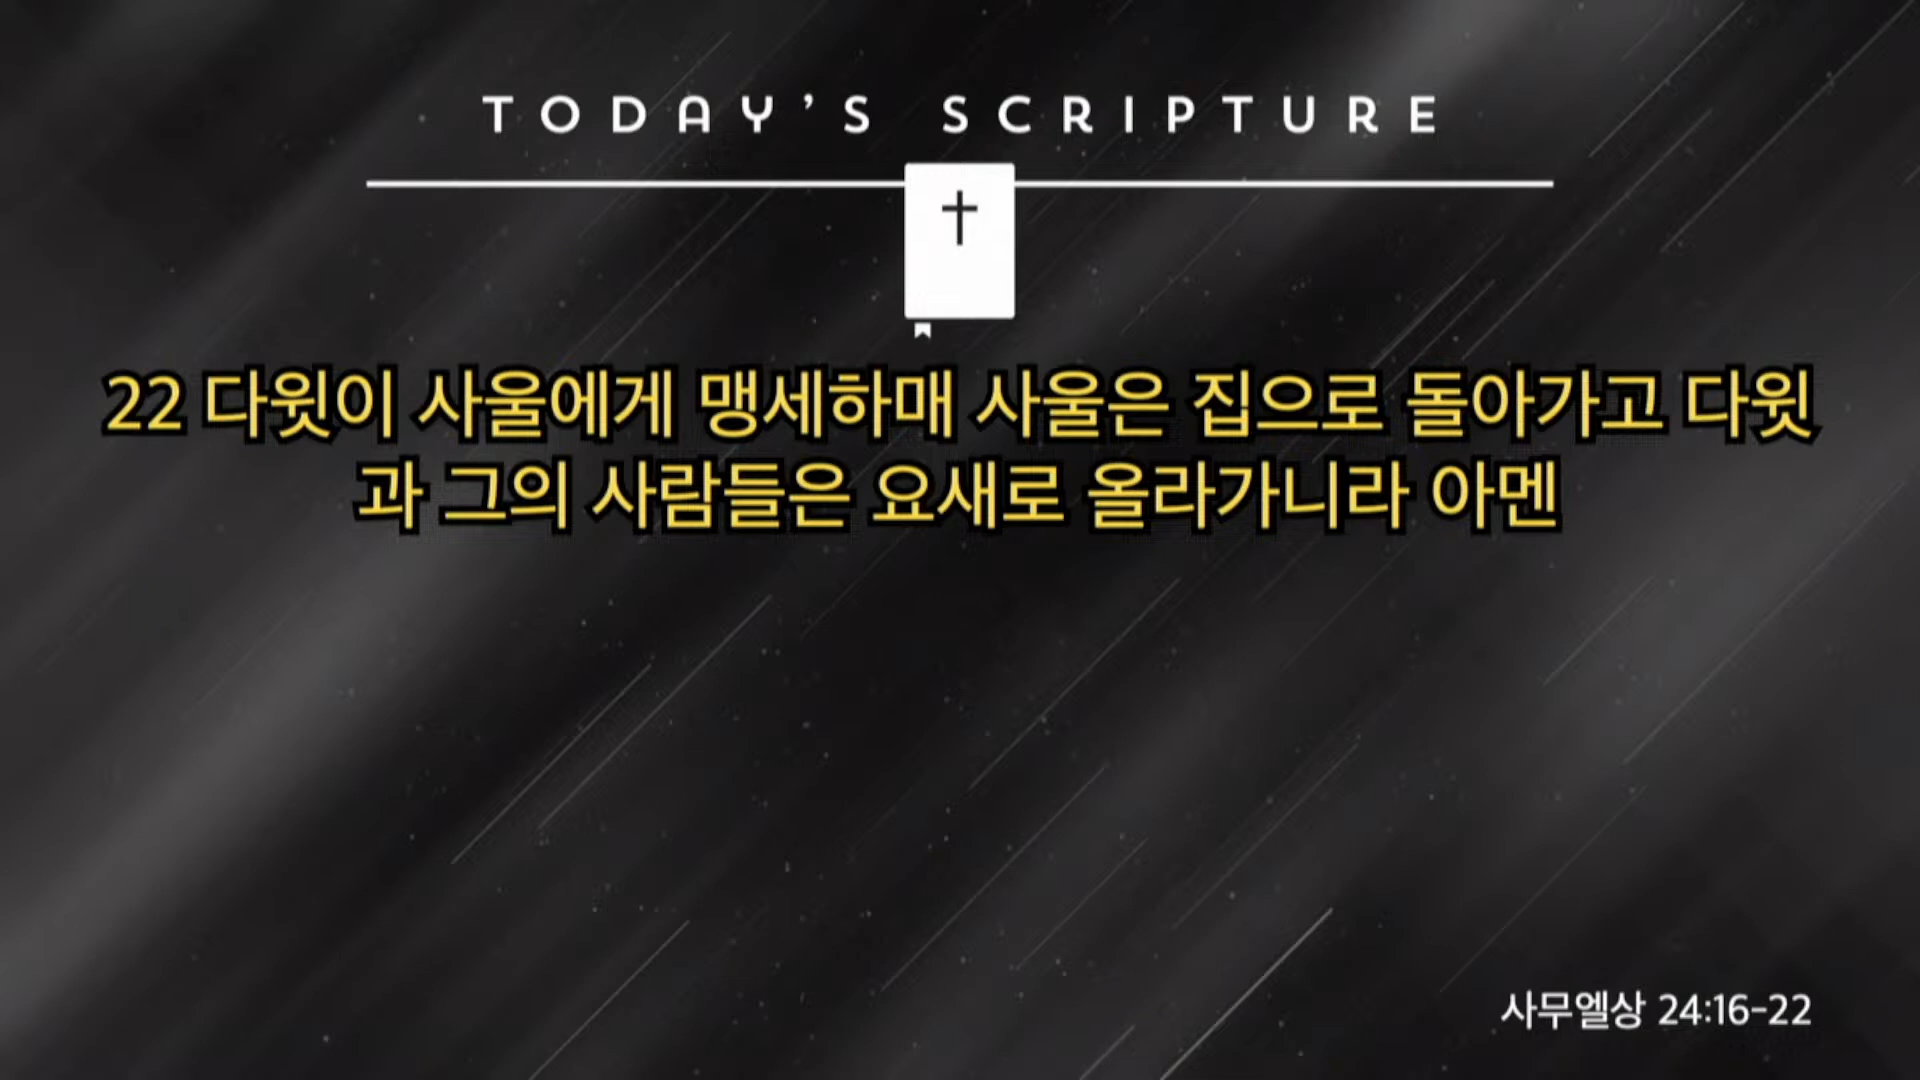 TODAY'S SCRIPTURE
22 다윗이 사울에게 맹세하매 사울은 집으로 돌아가고 다윗
과 그의 사람들은 요새로 올라가니라 아멘
사무엘상 24:16-22